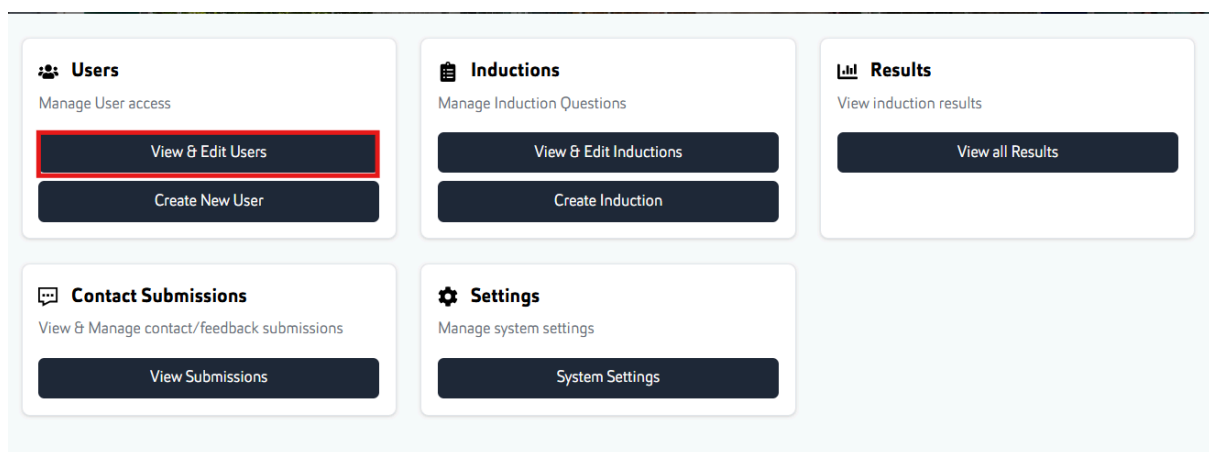 Users
Manage User access
View & Edit Users
Create New User
Inductions
Manage Induction Questions
View & Edit Inductions
Create Induction
Results
View induction results
View all Results
Contact Submissions
View & Manage contact/feedback submissions
View Submissions
Settings
Manage system settings
System Settings